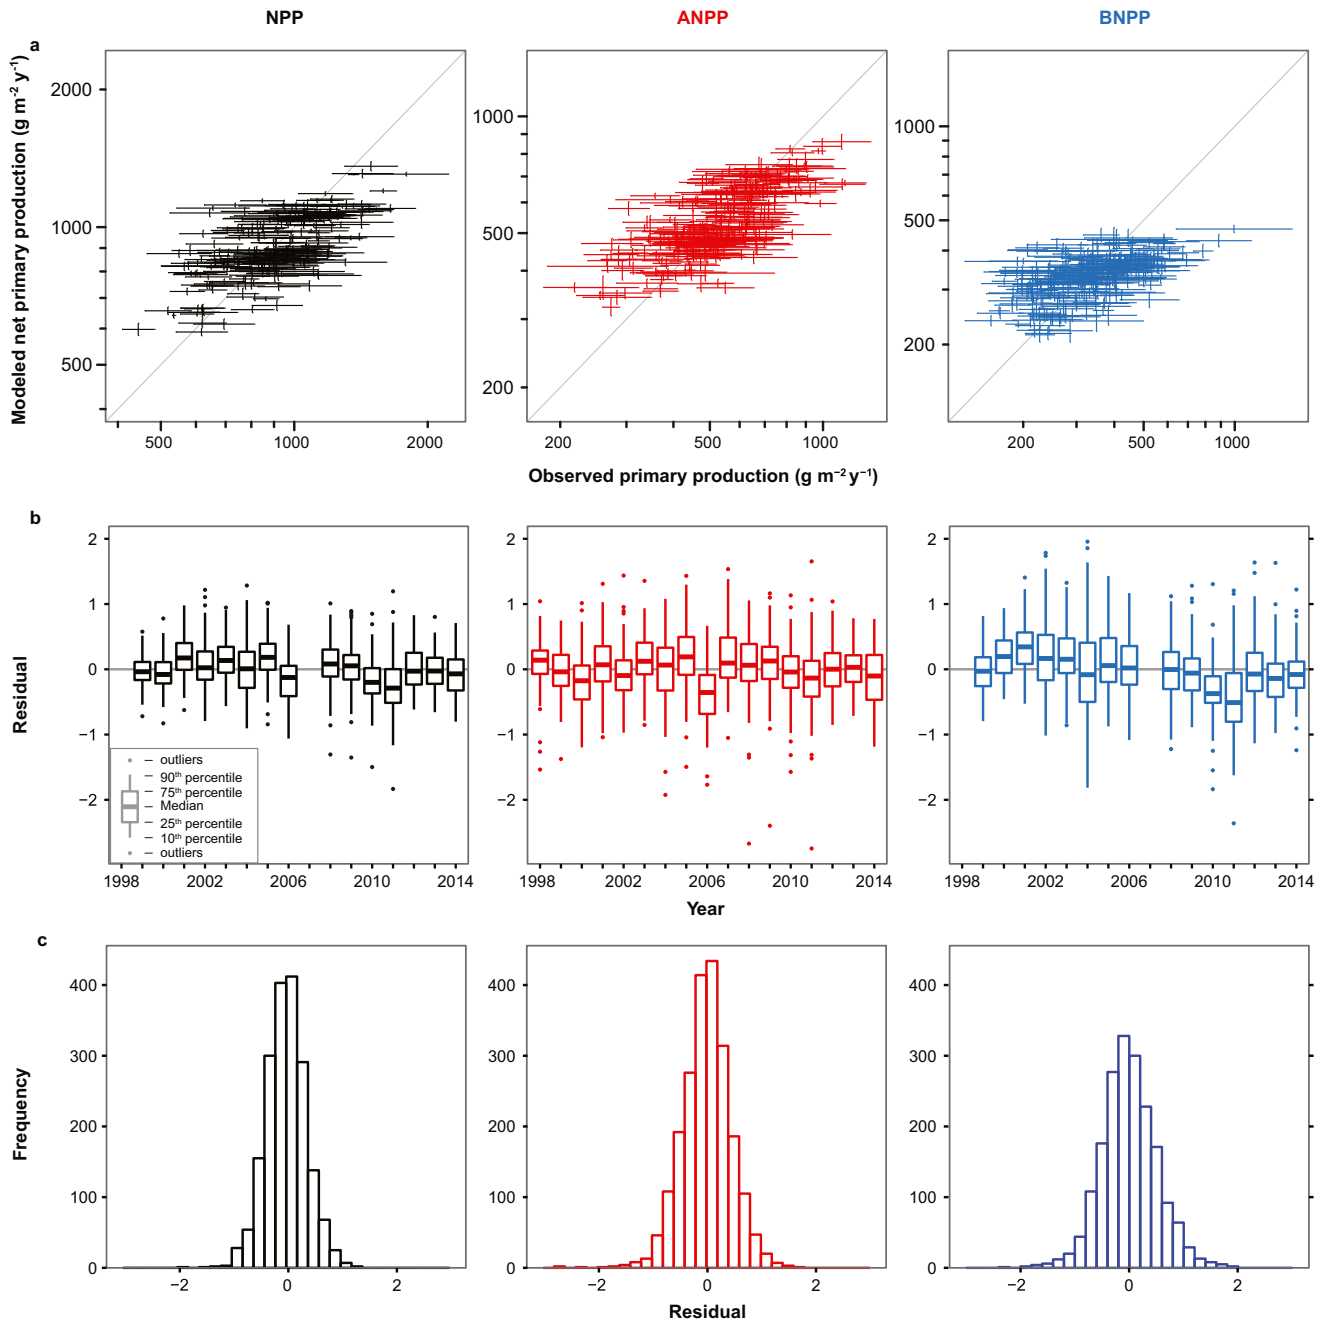 NPP ANPP BNPP
a
Modeled net primary production (g m⁻² y⁻¹)
2000
1000
500
500 1000 2000
1000
500
200
200 500 1000
1000
500
200
200 500 1000
Observed primary production (g m⁻² y⁻¹)
b
Residual
2
1
0
−1
−2
– outliers
– 90th percentile
– 75th percentile
– Median
– 25th percentile
– 10th percentile
– outliers
1998 2002 2006 2010 2014
2
1
0
−1
−2
1998 2002 2006 2010 2014
2
1
0
−1
−2
1998 2002 2006 2010 2014
Year
c
Frequency
400
300
200
100
0
−2 0 2
400
300
200
100
0
−2 0 2
400
300
200
100
0
−2 0 2
Residual